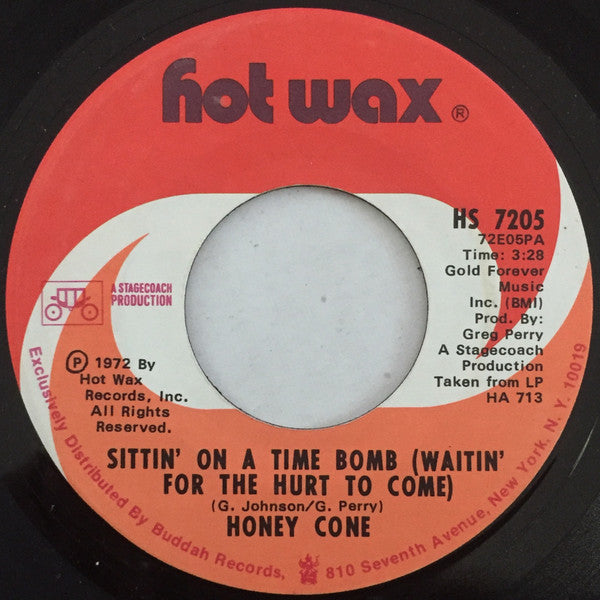 hot wax ®
HS 7205
72E05PA
Time: 3:28
Gold Forever
Music
Inc. (BMI)
Prod. By:
Greg Perry
A Stagecoach
Production
Taken from LP
HA 713
A STAGECOACH
PRODUCTION
Ⓟ 1972 By
Hot Wax
Records, Inc.
All Rights
Reserved.
SITTIN' ON A TIME BOMB (WAITIN'
FOR THE HURT TO COME)
(G. Johnson/G. Perry)
HONEY CONE
Exclusively Distributed By Buddah Records, 810 Seventh Avenue, New York, N. Y. 10019